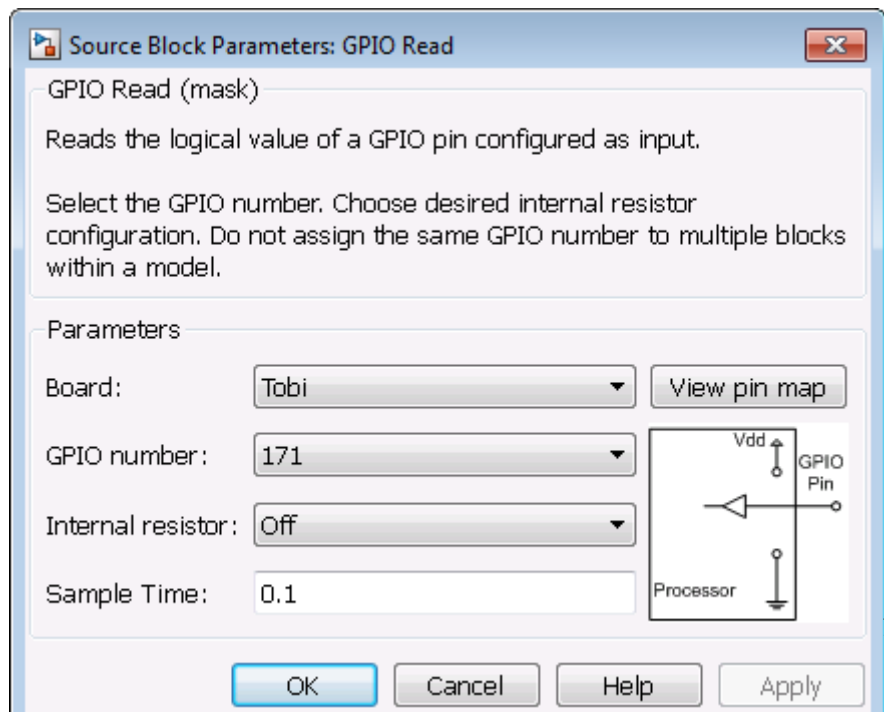 Source Block Parameters: GPIO Read
GPIO Read (mask)
Reads the logical value of a GPIO pin configured as input.
Select the GPIO number. Choose desired internal resistor
configuration. Do not assign the same GPIO number to multiple blocks
within a model.
Parameters
Board:
Tobi
View pin map
GPIO number:
171
Vdd
GPIO
Pin
Internal resistor:
Off
Sample Time:
0.1
Processor
OK
Cancel
Help
Apply